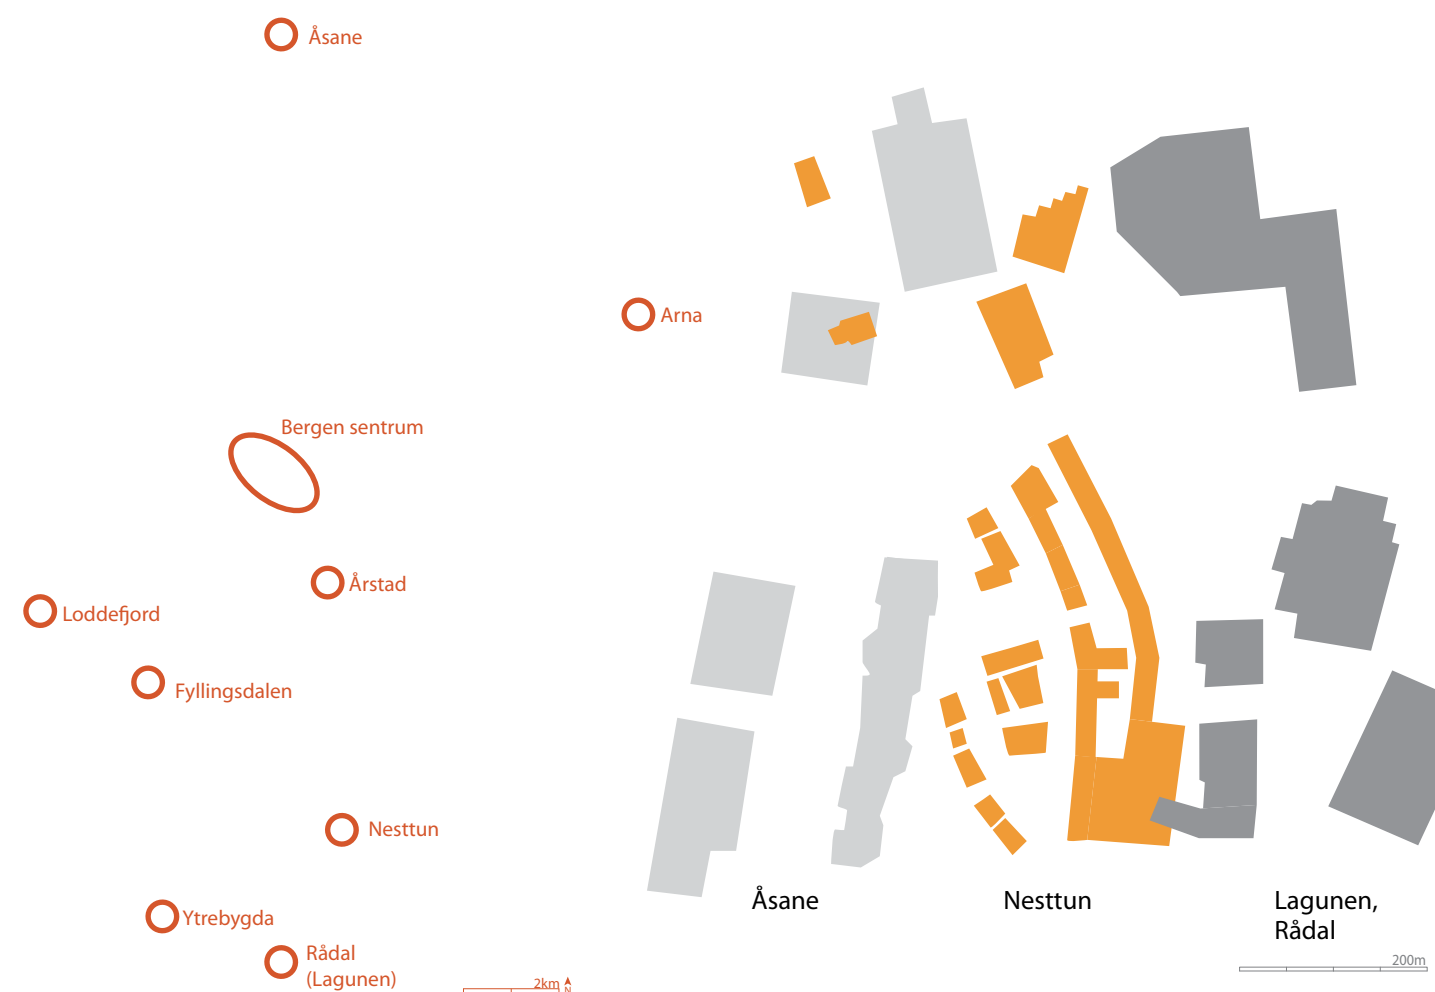 Åsane
Arna
Bergen sentrum
Årstad
Loddefjord
Fyllingsdalen
Nesttun
Ytrebygda
Rådal
(Lagunen)
2km
N
Åsane
Nesttun
Lagunen,
Rådal
200m